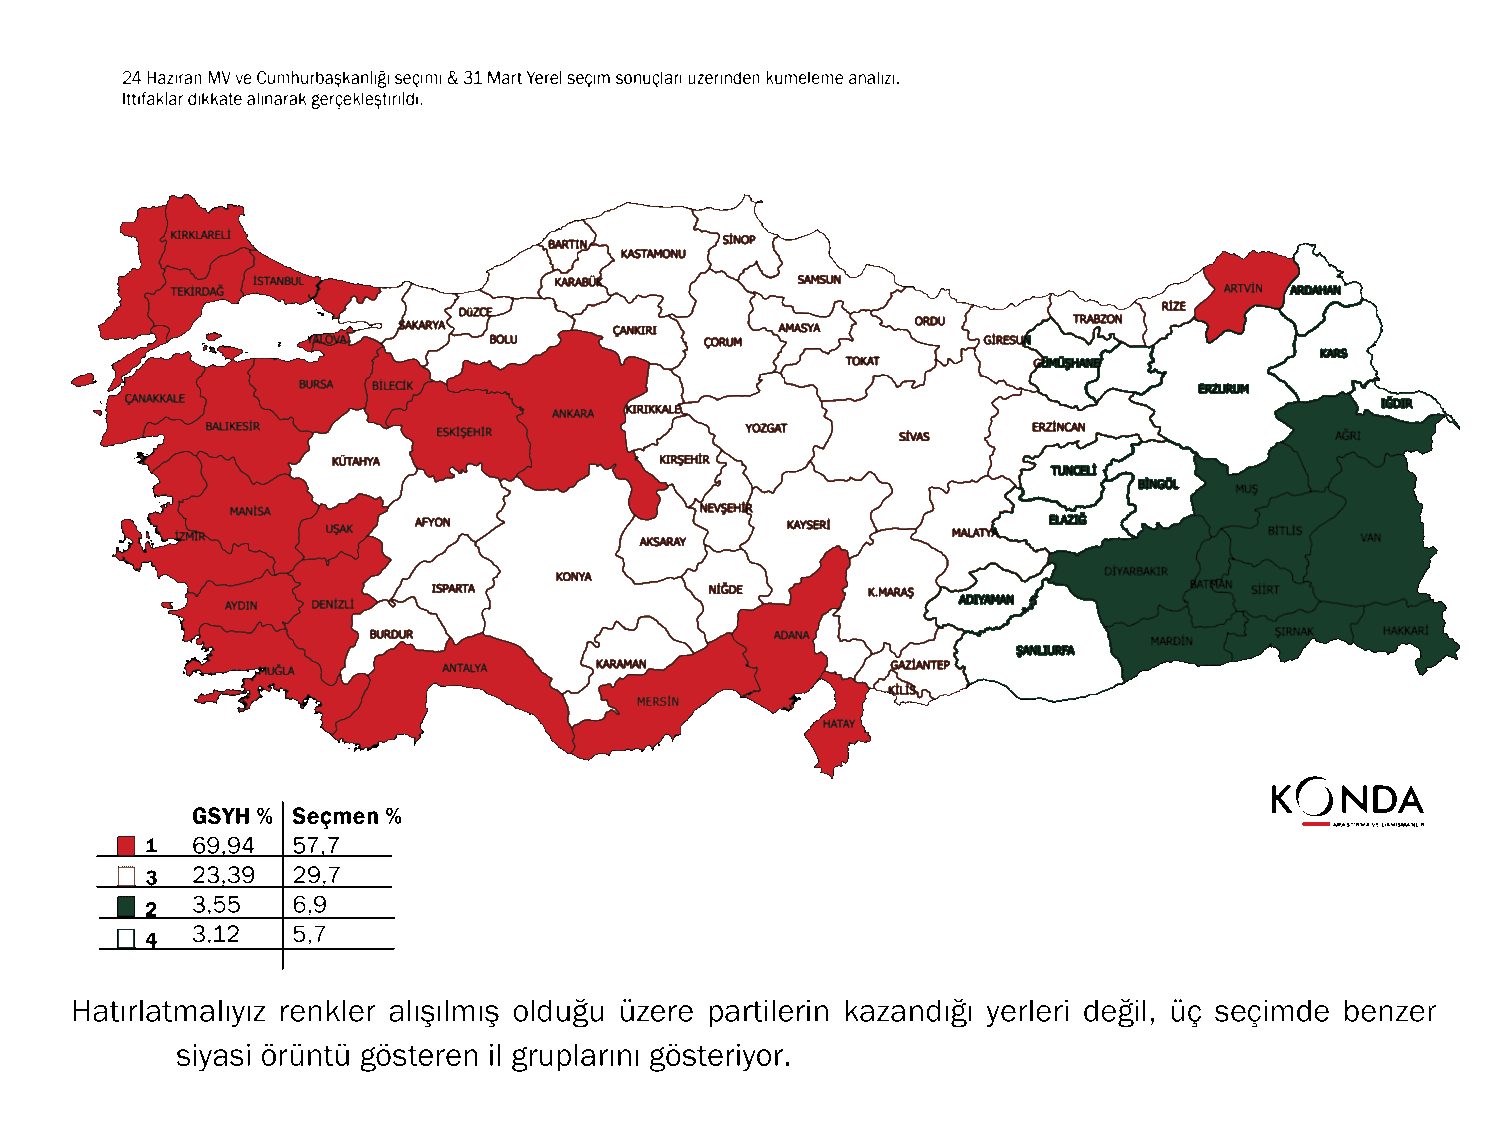 24 Haziran MV ve Cumhurbaşkanlığı seçimi & 31 Mart Yerel seçim sonuçları üzerinden kümeleme analizi.
İttifaklar dikkate alınarak gerçekleştirildi.
KIRKLARELİ
İSTANBUL
TEKİRDAĞ
BARTIN
KASTAMONU
SİNOP
KARABÜK
SAMSUN
ARTVİN
ARDAHAN
DÜZCE
SAKARYA
RİZE
TRABZON
ORDU
YALOVA
BOLU
ÇANKIRI
AMASYA
ÇORUM
GİRESUN
KARS
TOKAT
GÜMÜŞHANE
BURSA
BİLECİK
ERZURUM
ÇANAKKALE
IĞDIR
ANKARA
KIRIKKALE
BALIKESİR
ESKİŞEHİR
YOZGAT
SİVAS
ERZİNCAN
AĞRI
KÜTAHYA
KIRŞEHİR
TUNCELİ
BİNGÖL
MUŞ
MANİSA
NEVŞEHİR
AFYON
UŞAK
KAYSERİ
ELAZIĞ
MALATYA
BİTLİS
VAN
İZMİR
AKSARAY
KONYA
DİYARBAKIR
BATMAN
SİİRT
ISPARTA
NİĞDE
K.MARAŞ
ADIYAMAN
AYDIN
DENİZLİ
BURDUR
ADANA
MARDİN
ŞIRNAK
HAKKARİ
ŞANLIURFA
MUĞLA
ANTALYA
KARAMAN
GAZİANTEP
KİLİS
MERSİN
HATAY
KONDA
GSYH % Seçmen %
1 69,94 57,7
3 23,39 29,7
2 3,55 6,9
4 3,12 5,7
Hatırlatmalıyız renkler alışılmış olduğu üzere partilerin kazandığı yerleri değil, üç seçimde benzer
siyasi örüntü gösteren il gruplarını gösteriyor.